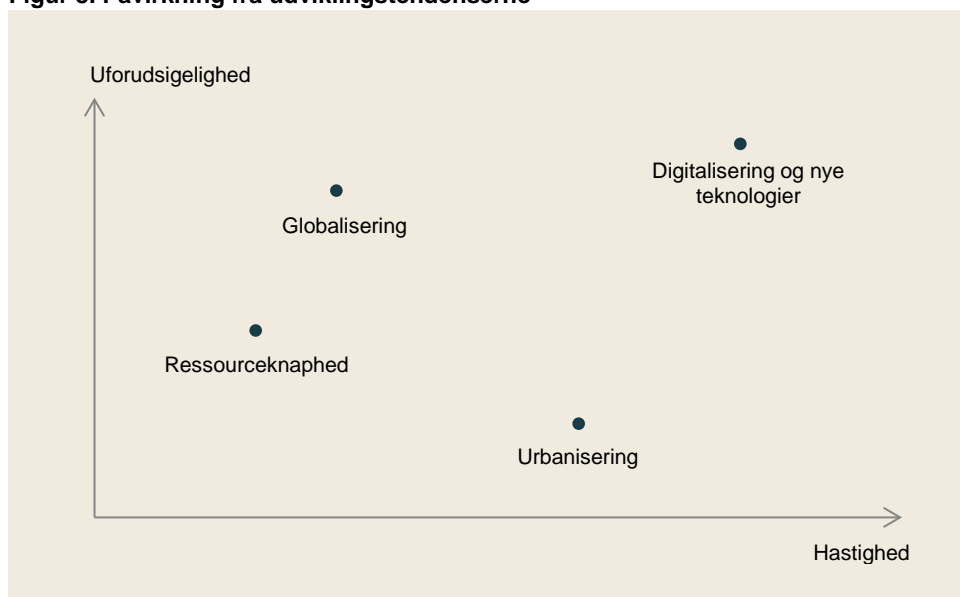 Uforudsigelighed
Digitalisering og nye
teknologier
Globalisering
Ressourceknaphed
Urbanisering
Hastighed